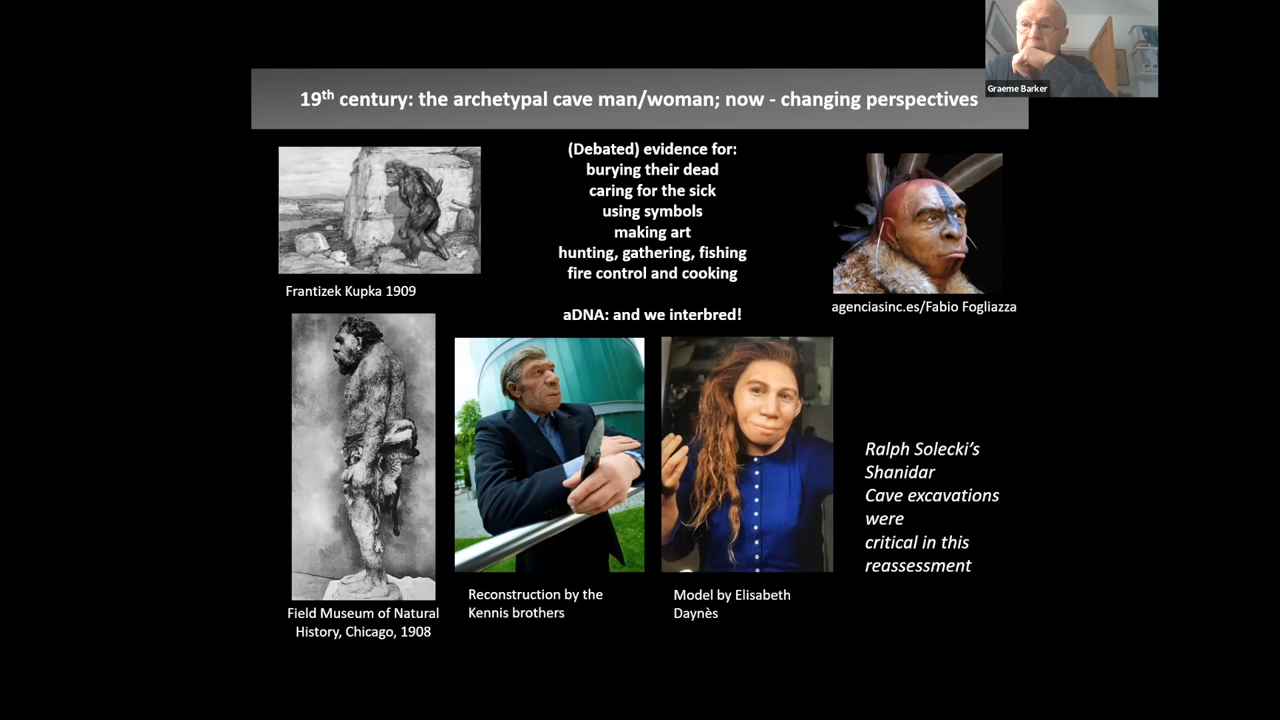 Graeme Barker
19th century: the archetypal cave man/woman; now - changing perspectives
(Debated) evidence for:
burying their dead
caring for the sick
using symbols
making art
hunting, gathering, fishing
fire control and cooking
aDNA: and we interbred!
Frantizek Kupka 1909
agenciasinc.es/Fabio Fogliazza
Field Museum of Natural
History, Chicago, 1908
Reconstruction by the
Kennis brothers
Model by Elisabeth
Daynès
Ralph Solecki’s
Shanidar
Cave excavations
were
critical in this
reassessment